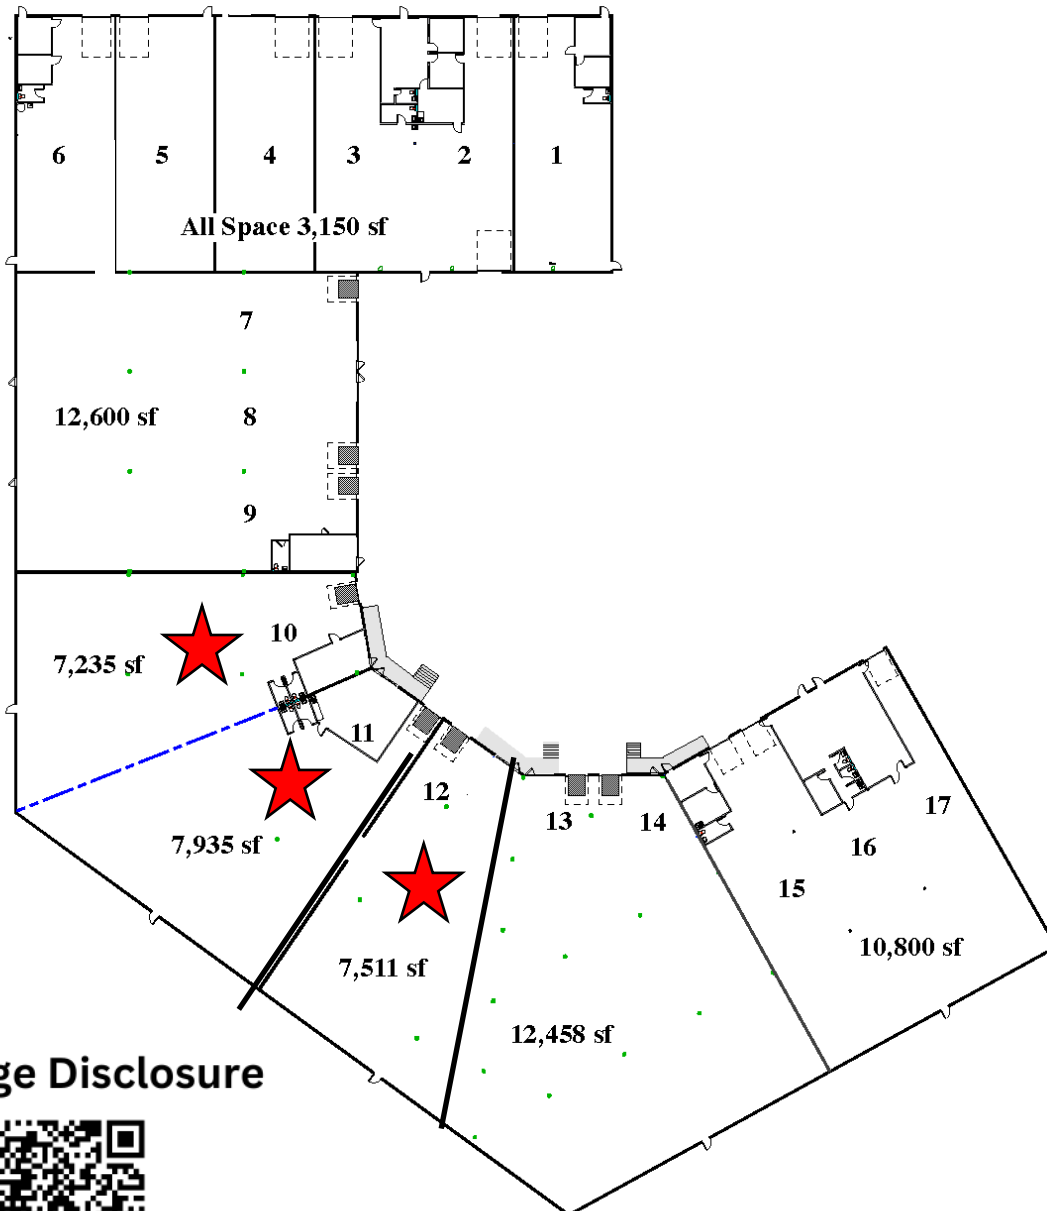 6 5 4 3 2 1
All Space 3,150 sf
7
12,600 sf 8
9
10
7,235 sf
11
12
7,935 sf
13 14
17
16
15
7,511 sf
10,800 sf
12,458 sf
ge Disclosure